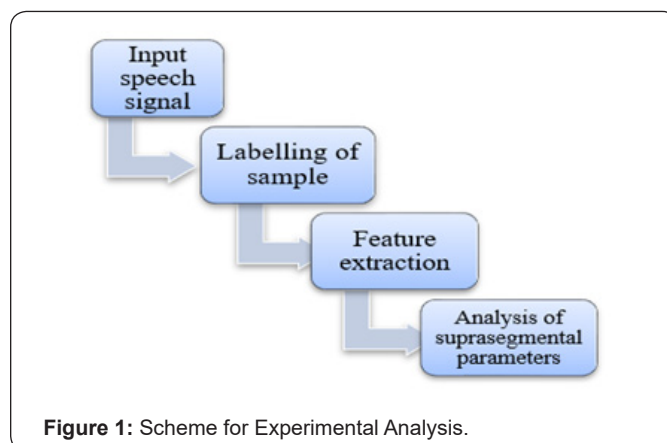 Input
speech
signal
Labelling of
sample
Feature
extraction
Analysis of
suprasegmental
parameters
Figure 1: Scheme for Experimental Analysis.